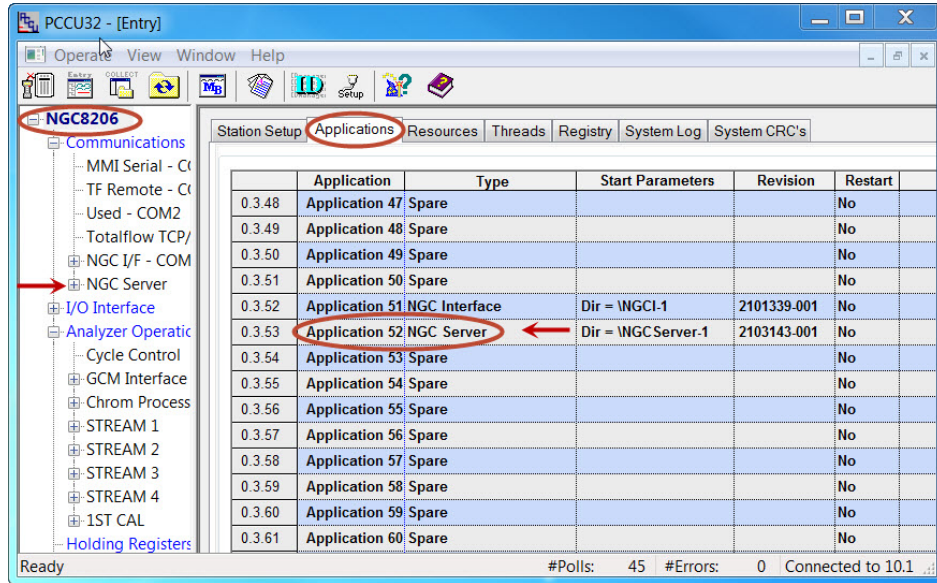 PCCU32 - [Entry]
Operate View Window Help
Entry COLLECT MB ID Manager Setup
NGC8206
Communications
MMI Serial - CO
TF Remote - CO
Used - COM2
Totalflow TCP/
NGC I/F - COM
NGC Server
I/O Interface
Analyzer Operatic
Cycle Control
GCM Interface
Chrom Process
STREAM 1
STREAM 2
STREAM 3
STREAM 4
1ST CAL
Holding Registers
Station Setup Applications Resources Threads Registry System Log System CRC's
Application Type Start Parameters Revision Restart
0.3.48 Application 47 Spare No
0.3.49 Application 48 Spare No
0.3.50 Application 49 Spare No
0.3.51 Application 50 Spare No
0.3.52 Application 51 NGC Interface Dir = \NGCI-1 2101339-001 No
0.3.53 Application 52 NGC Server Dir = \NGCServer-1 2103143-001 No
0.3.54 Application 53 Spare No
0.3.55 Application 54 Spare No
0.3.56 Application 55 Spare No
0.3.57 Application 56 Spare No
0.3.58 Application 57 Spare No
0.3.59 Application 58 Spare No
0.3.60 Application 59 Spare No
0.3.61 Application 60 Spare No
Ready #Polls: 45 #Errors: 0 Connected to 10.1